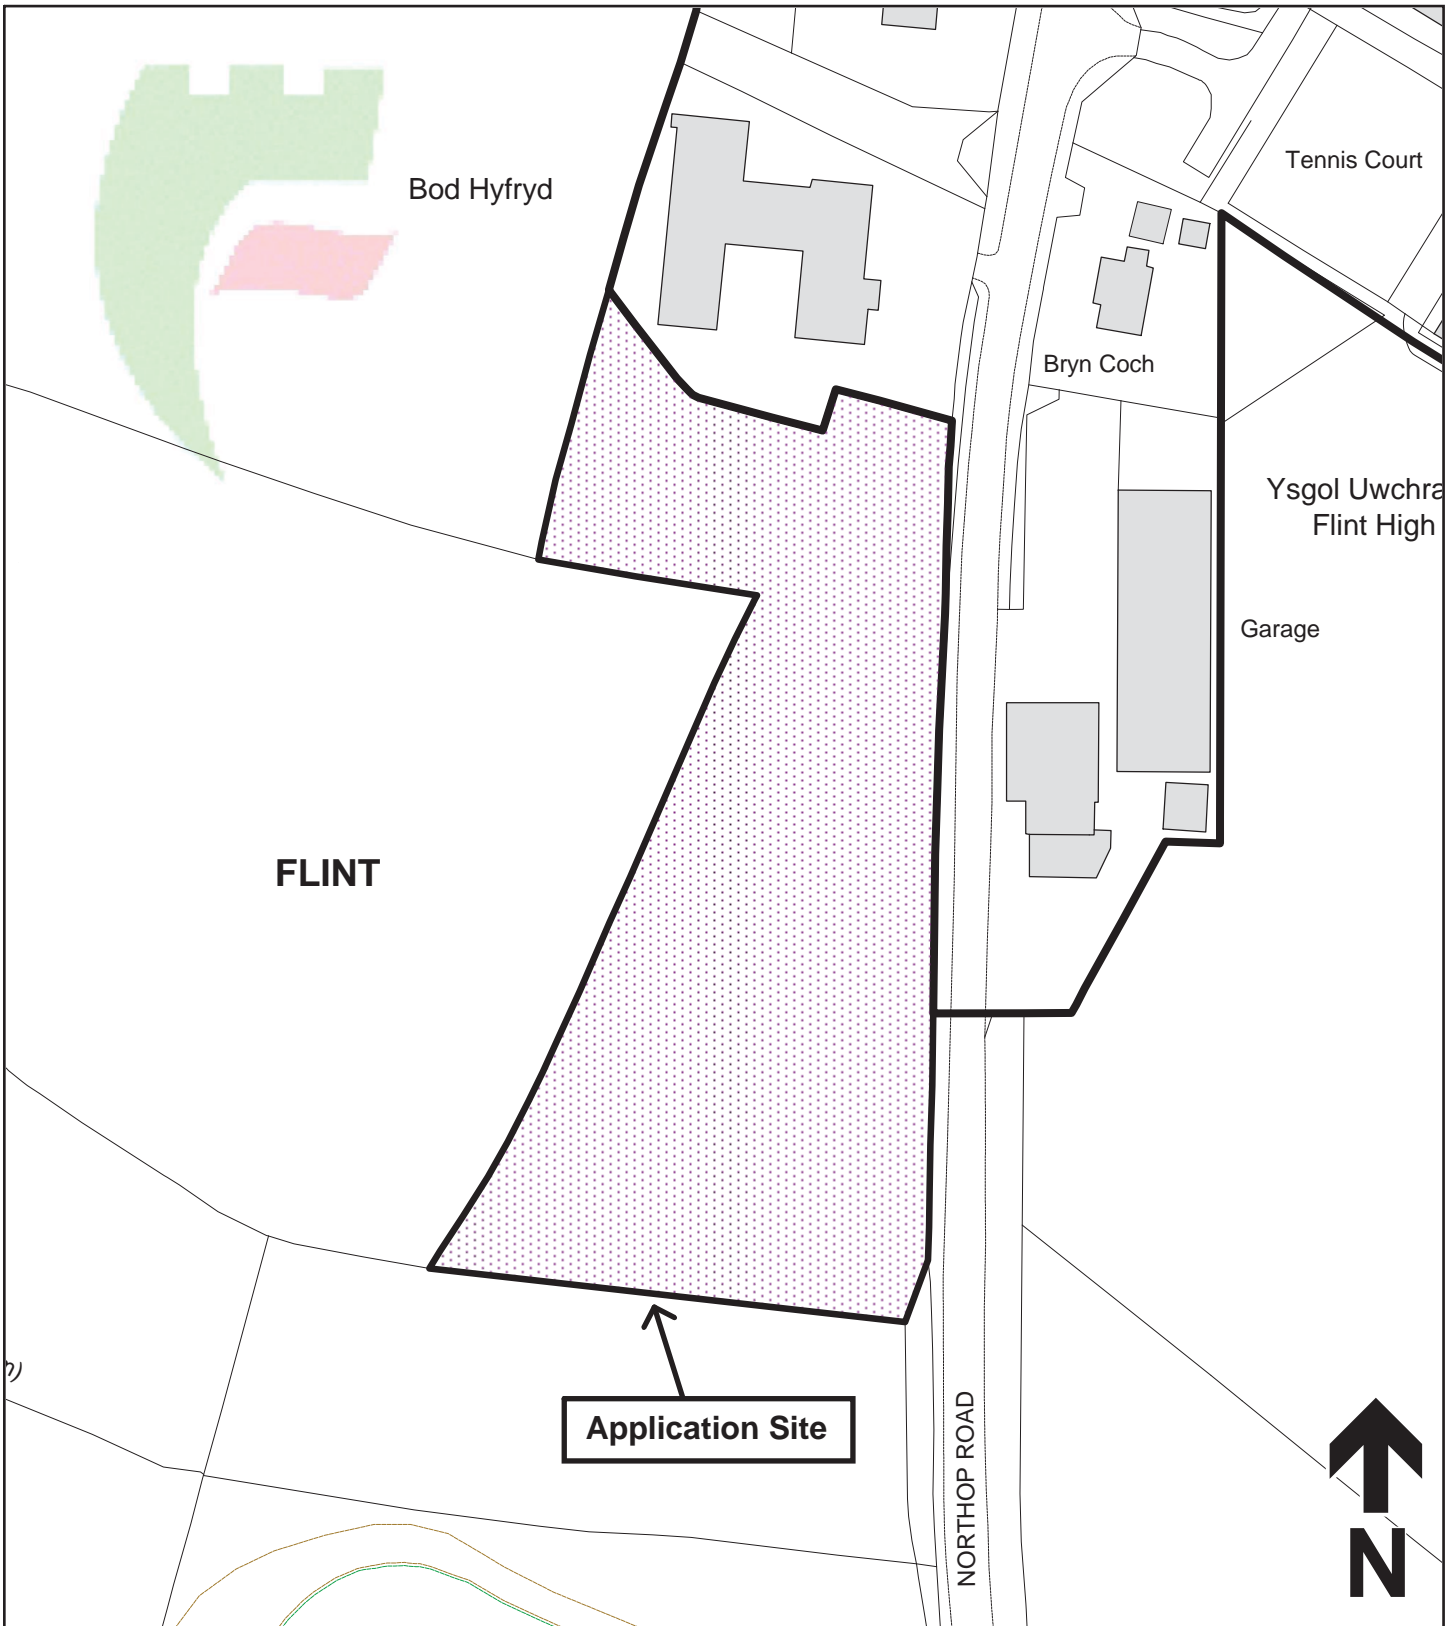 Tennis Court
Bod Hyfryd
Bryn Coch
Ysgol Uwchra
Flint High
Garage
FLINT
Application Site
NORTHOP ROAD
N